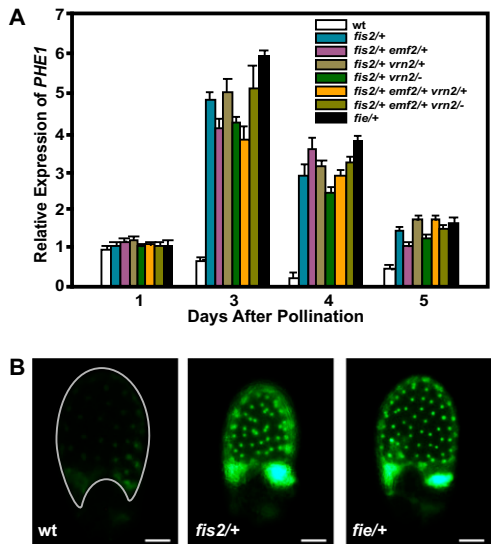 A
Relative Expression of PHE1
7
6
5
4
3
2
1
0
wt
fis2/+
fis2/+ emf2/+
fis2/+ vrn2/+
fis2/+ vrn2/-
fis2/+ emf2/+ vrn2/+
fis2/+ emf2/+ vrn2/-
fie/+
1 3 4 5
Days After Pollination
B
wt
fis2/+
fie/+